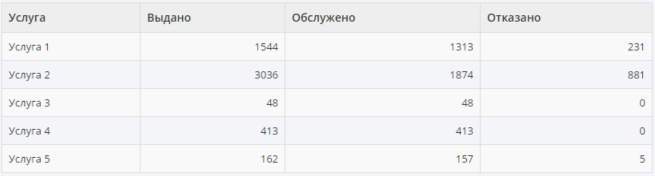 Услуга Выдано Обслужено Отказано
Услуга 1 1544 1313 231
Услуга 2 3036 1874 881
Услуга 3 48 48 0
Услуга 4 413 413 0
Услуга 5 162 157 5